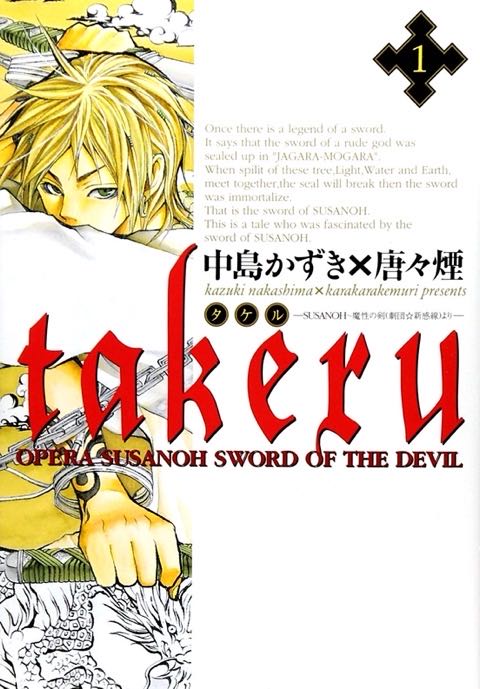 1
Once there is a legend of a sword.
It says that the sword of a rude god was
sealed up in "JAGARA-MOGARA".
When spilit of these tree,Light,Water and Earth,
meet together,the seal will break then the sword
was immortalize.
That is the sword of SUSANOH.
This is a tale who was fascinated by the
sword of SUSANOH.
中島かずき×唐々煙
kazuki nakashima×karakarakemuri presents
タケル ―SUSANOH~魔性の剣(劇団☆新感線)より―
takeru
OPERA SUSANOH SWORD OF THE DEVIL